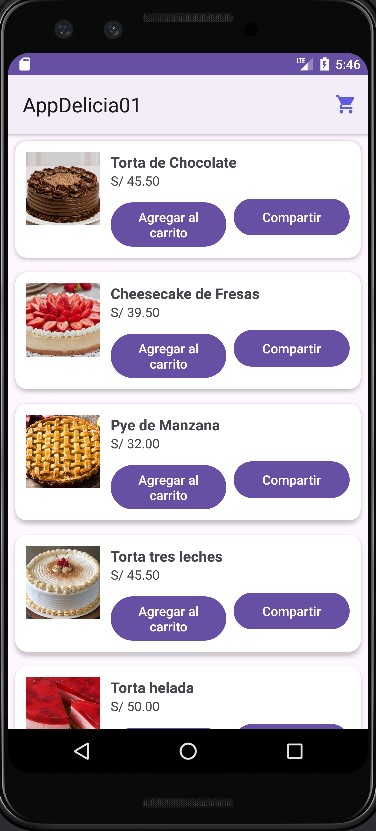 LTE 5:46
AppDelicia01
Torta de Chocolate
S/ 45.50
Agregar al
carrito
Compartir
Cheesecake de Fresas
S/ 39.50
Agregar al
carrito
Compartir
Pye de Manzana
S/ 32.00
Agregar al
carrito
Compartir
Torta tres leches
S/ 45.50
Agregar al
carrito
Compartir
Torta helada
S/ 50.00